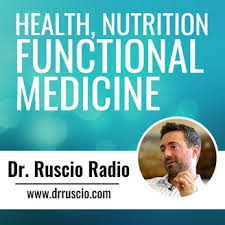 HEALTH, NUTRITION
FUNCTIONAL
MEDICINE
Dr. Ruscio Radio
www.drruscio.com